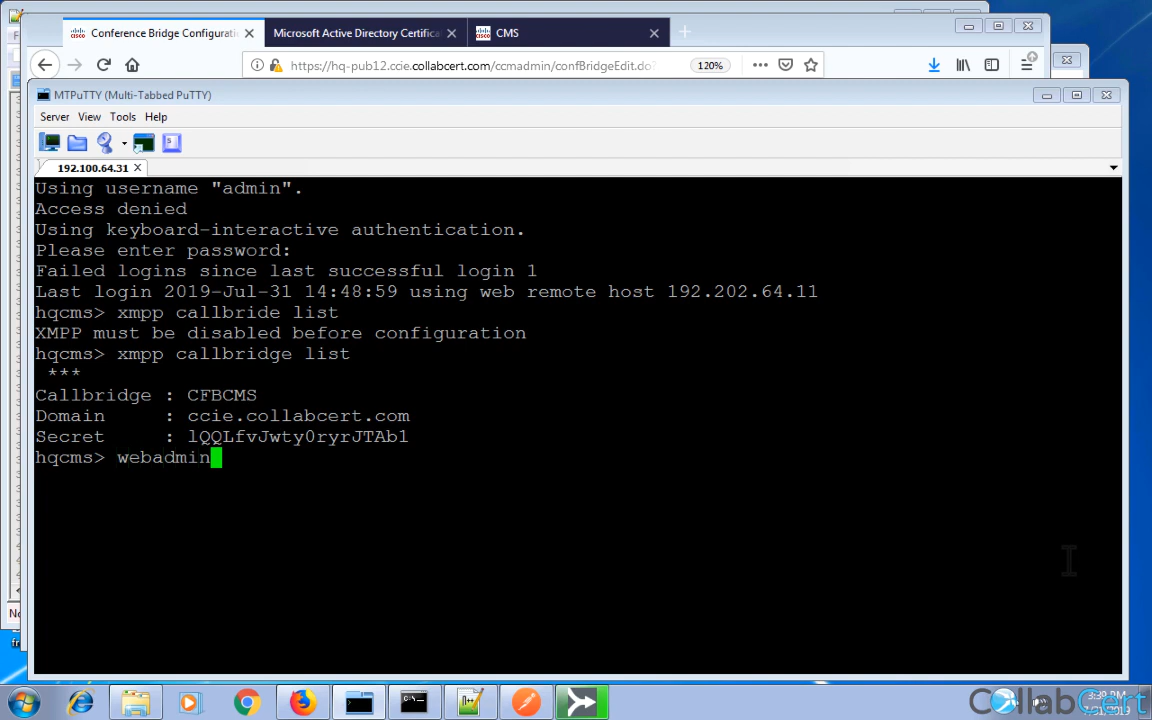 Conference Bridge Configurati
Microsoft Active Directory Certifica
CMS
https://hq-pub12.ccie.collabcert.com/ccmadmin/confBridgeEdit.do?
120%
MTPuTTY (Multi-Tabbed PuTTY)
Server View Tools Help
192.100.64.31
Using username "admin".
Access denied
Using keyboard-interactive authentication.
Please enter password:
Failed logins since last successful login 1
Last login 2019-Jul-31 14:48:59 using web remote host 192.202.64.11
hqcms> xmpp callbride list
XMPP must be disabled before configuration
hqcms> xmpp callbridge list
***
Callbridge : CFBCMS
Domain : ccie.collabcert.com
Secret : lQQLfvJwty0ryrJTAb1
hqcms> webadmin
CollabCert